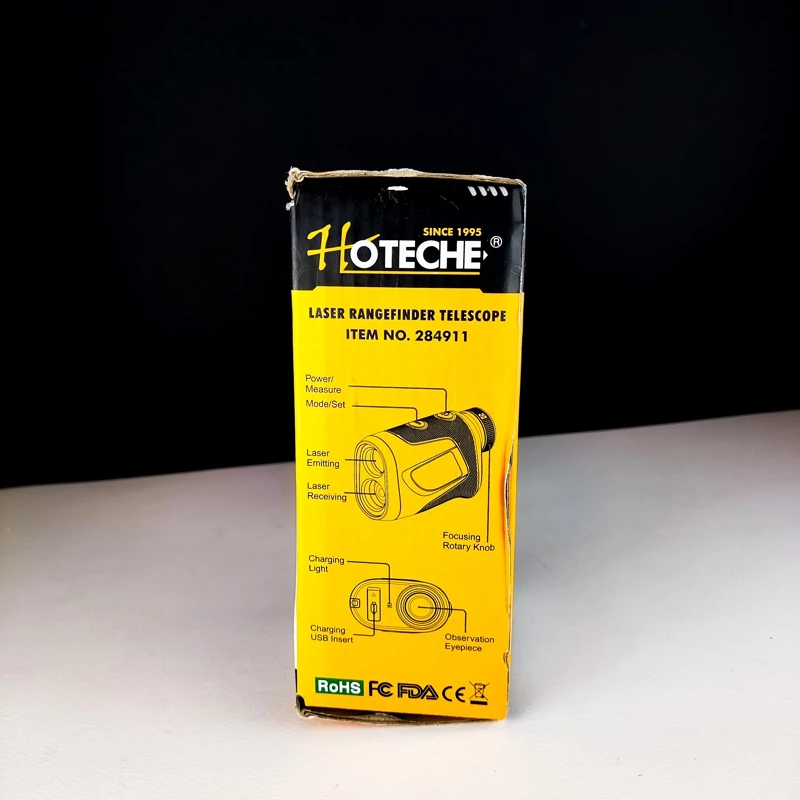 SINCE 1995
HOTECHE®
LASER RANGEFINDER TELESCOPE
ITEM NO. 284911
Power/
Measure
Mode/Set
Laser
Emitting
Laser
Receiving
Focusing
Rotary Knob
Charging
Light
Charging
USB Insert
Observation
Eyepiece
RoHS FC FDA CE